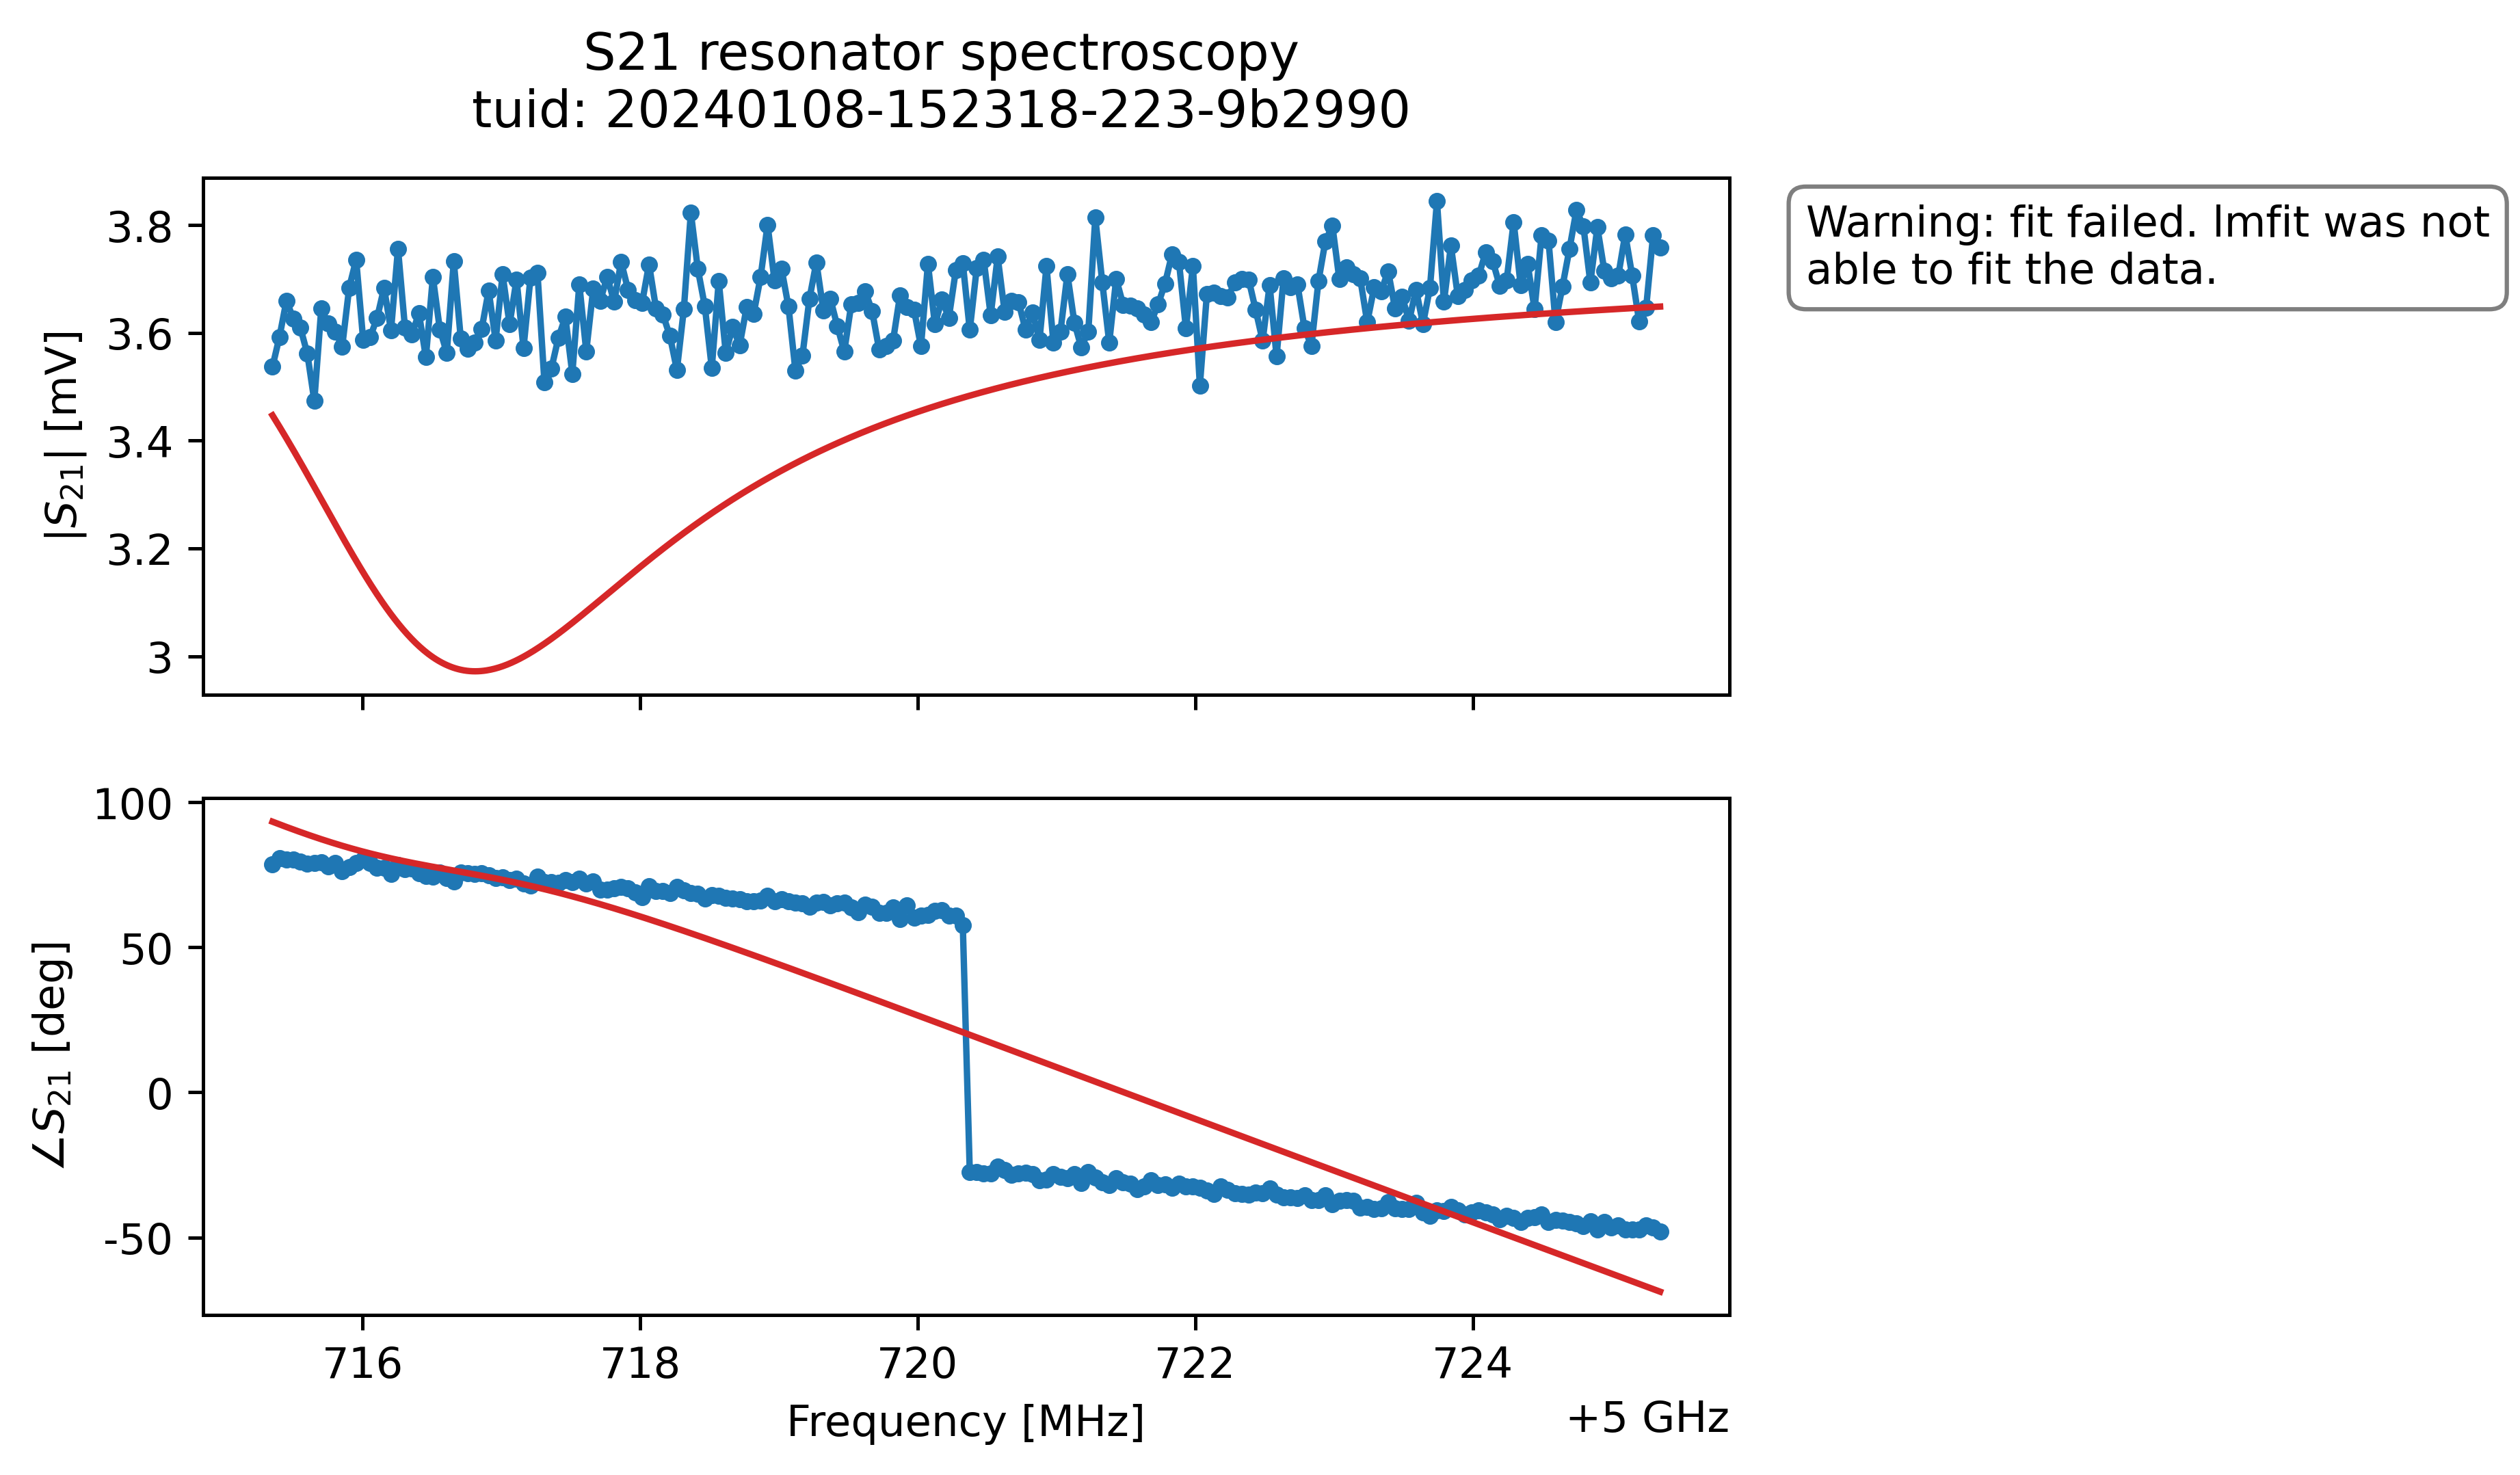 S21 resonator spectroscopy
tuid: 20240108-152318-223-9b2990
Warning: fit failed. lmfit was not
able to fit the data.
|S21| [mV]
3.8
3.6
3.4
3.2
3
∠S21 [deg]
100
50
0
-50
716 718 720 722 724
Frequency [MHz]
+5 GHz